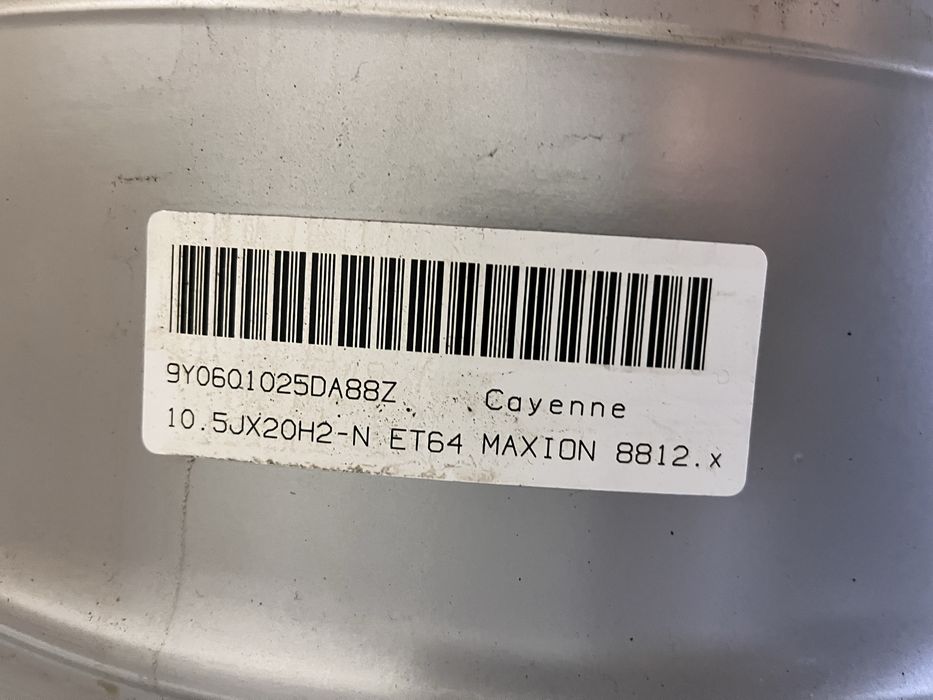 9Y0601025DA88Z Cayenne
10.5JX20H2-N ET64 MAXION 8812.x